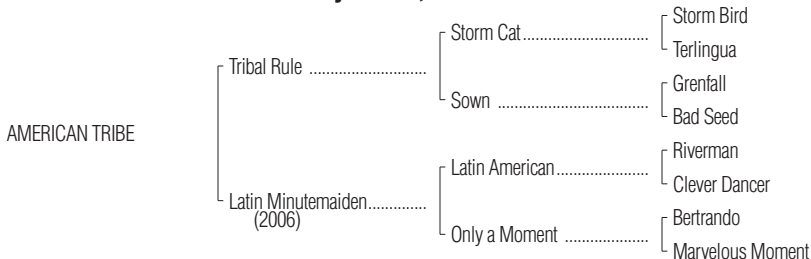 Storm Bird
Storm Cat..............................
Terlingua
Tribal Rule ............................
Grenfall
Sown ....................................
Bad Seed
AMERICAN TRIBE
Riverman
Latin American......................
Clever Dancer
Latin Minutemaiden..............
(2006)
Bertrando
Only a Moment ....................
Marvelous Moment